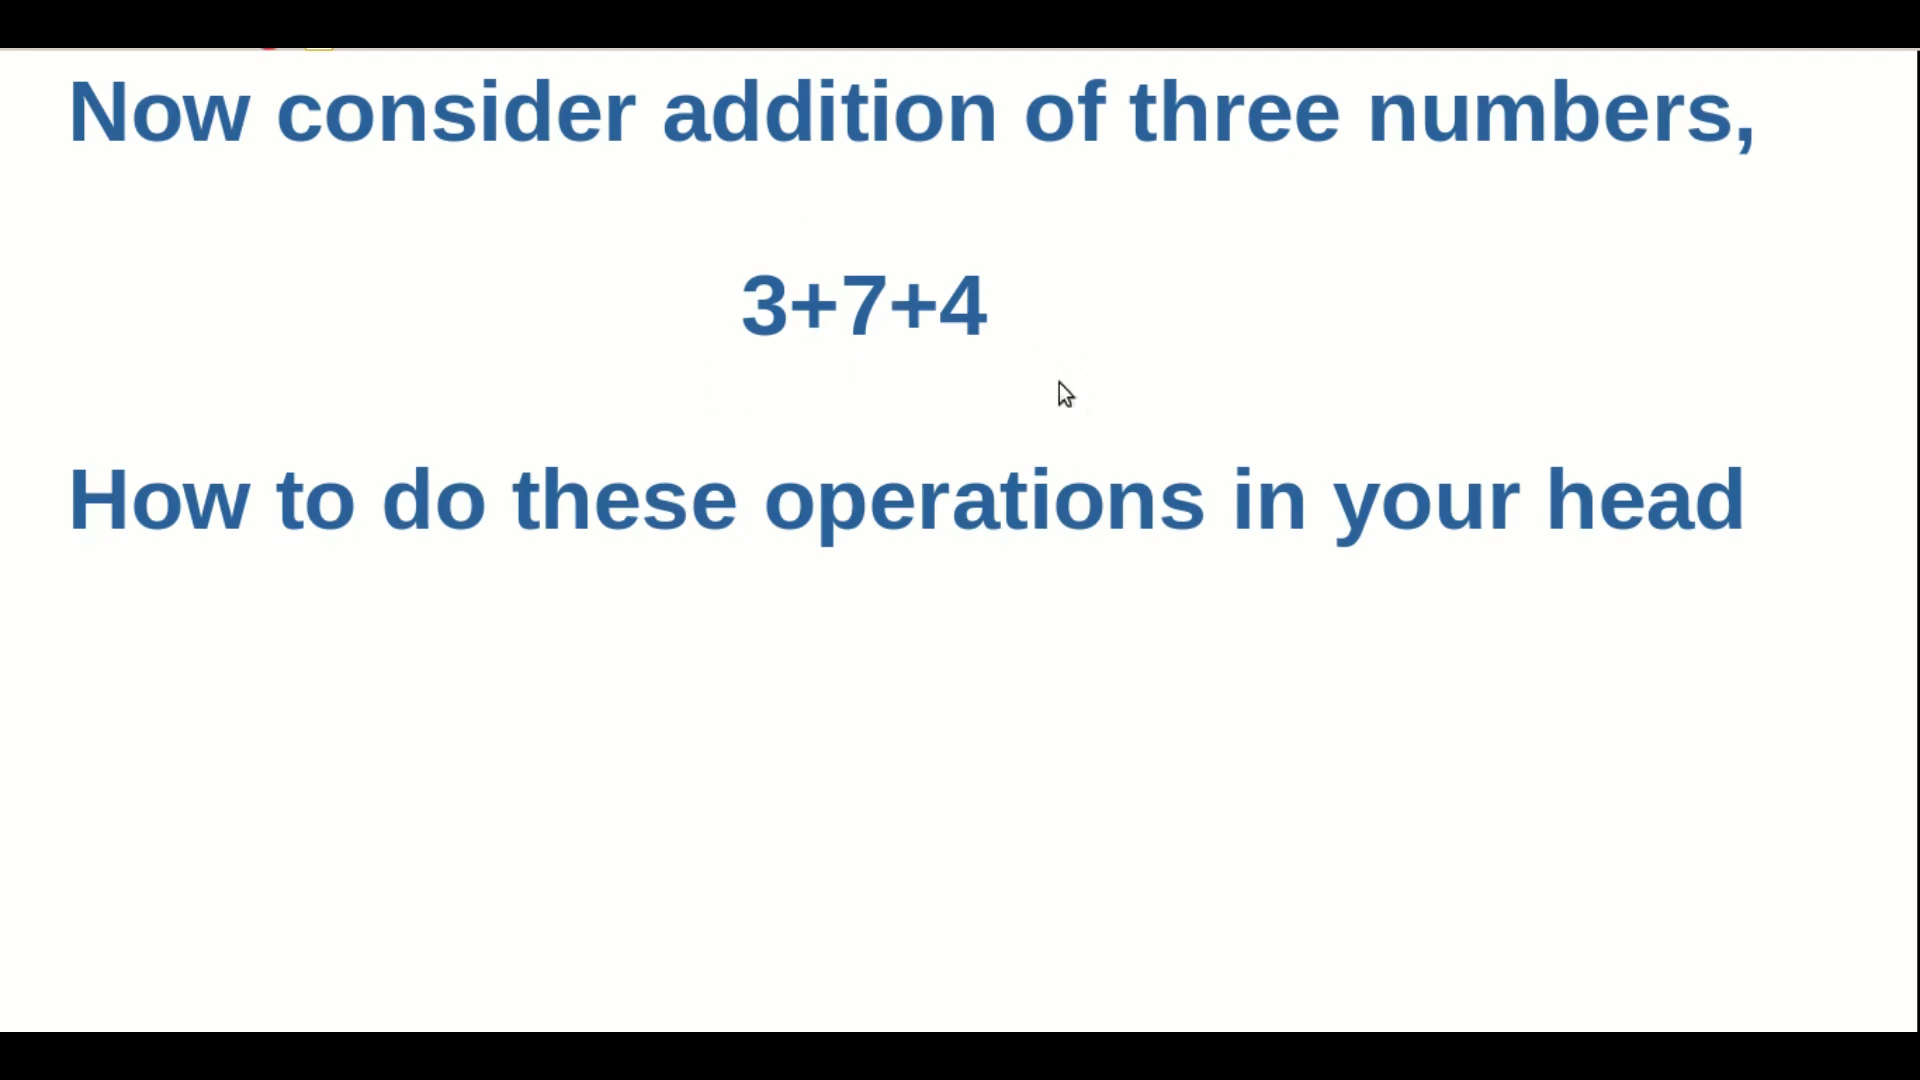 Now consider addition of three numbers,
3+7+4
How to do these operations in your head